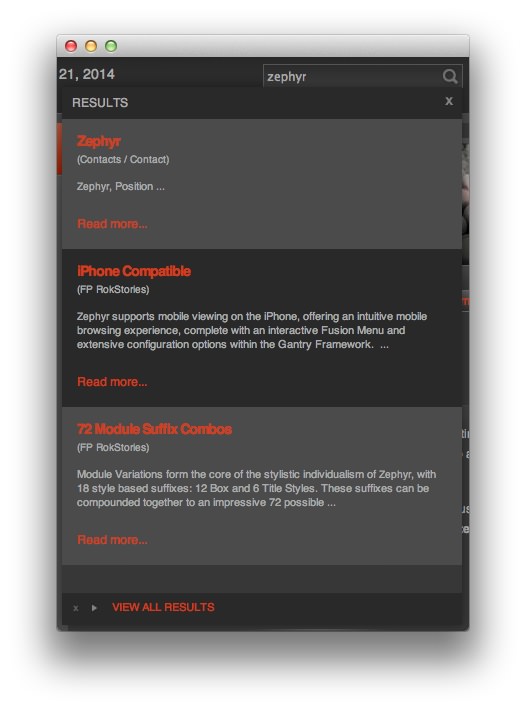 21, 2014
zephyr
RESULTS
x
Zephyr
(Contacts / Contact)
Zephyr, Position ...
Read more...
iPhone Compatible
(FP RokStories)
Zephyr supports mobile viewing on the iPhone, offering an intuitive mobile
browsing experience, complete with an interactive Fusion Menu and
extensive configuration options within the Gantry Framework. ...
Read more...
72 Module Suffix Combos
(FP RokStories)
Module Variations form the core of the stylistic individualism of Zephyr, with
18 style based suffixes: 12 Box and 6 Title Styles. These suffixes can be
compounded together to an impressive 72 possible ...
Read more...
x
VIEW ALL RESULTS